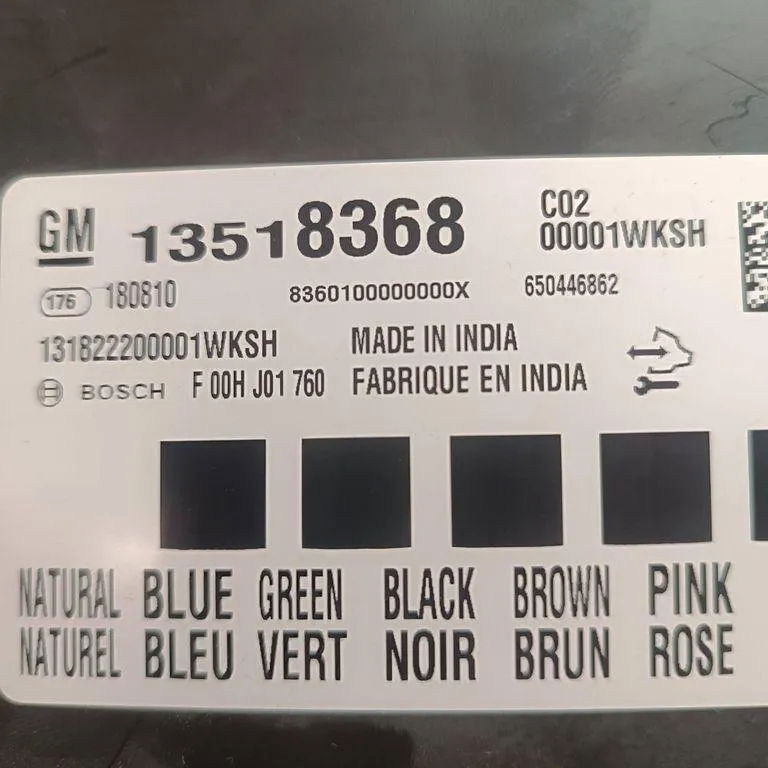 GM 13518368 C02
00001WKSH
176 180810 8360100000000X 650446862
131822200001WKSH MADE IN INDIA
BOSCH F 00H J01 760 FABRIQUE EN INDIA
NATURAL BLUE GREEN BLACK BROWN PINK
NATUREL BLEU VERT NOIR BRUN ROSE